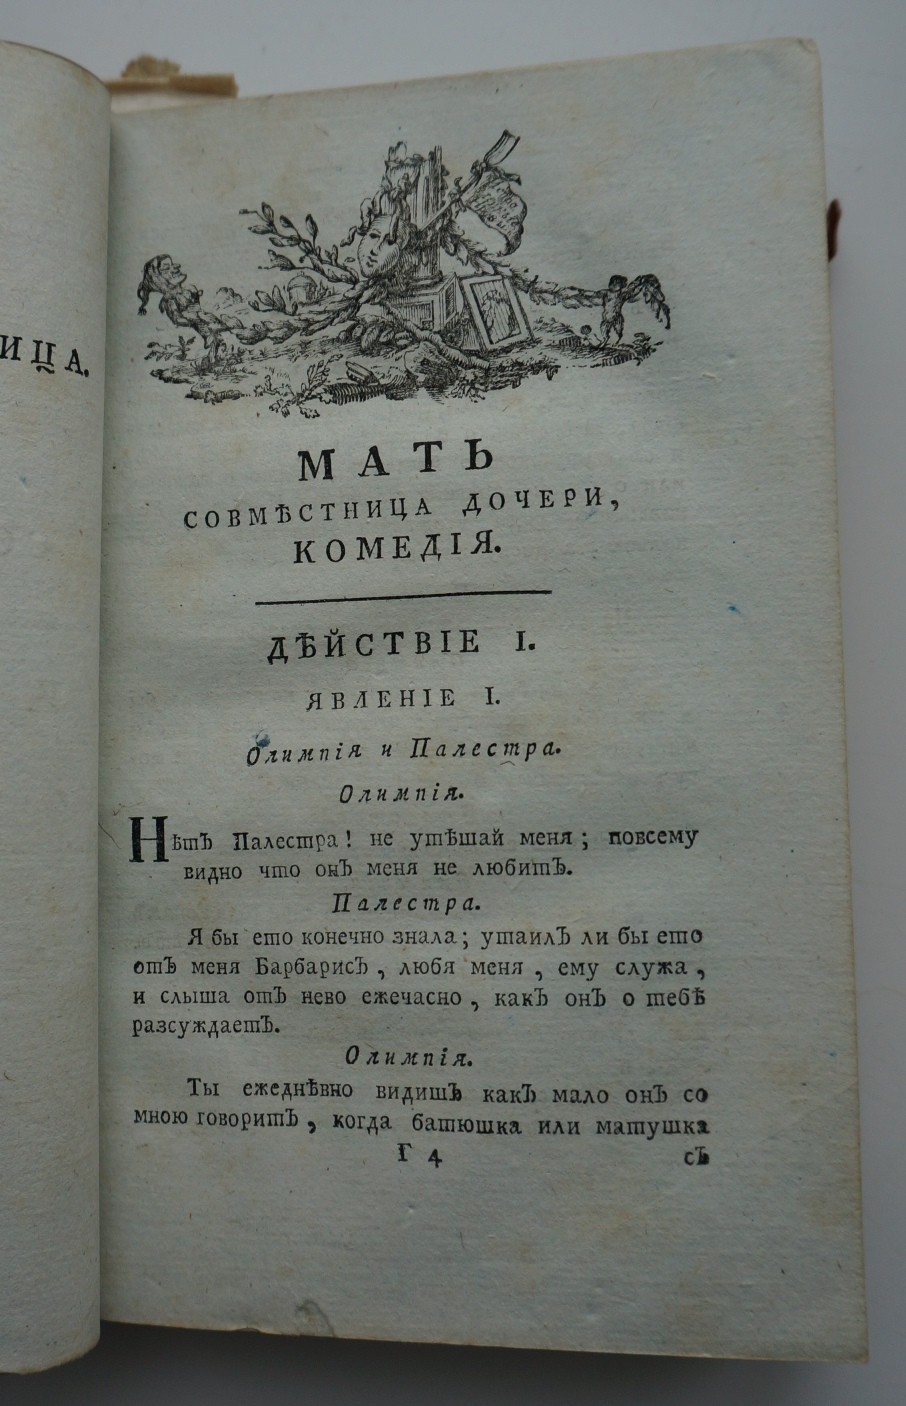 ИЦА.
МАТЬ
СОВМѢСТНИЦА ДОЧЕРИ,
КОМЕДІЯ.
ДѢЙСТВІЕ I.
ЯВЛЕНІЕ I.
Олимпія и Палестра.
Олимпія.
Нѣтъ Палестра! не утѣшай меня; повсему
видно что онъ меня не любитъ.
Палестра.
Я бы ето конечно знала; утаилъ ли бы ето
отъ меня Барбарисъ, любя меня, ему служа,
и слыша отъ нево ежечасно, какъ онъ о тебѣ
разсуждаетъ.
Олимпія.
Ты ежеднѣвно видишъ какъ мало онъ со
мною говоритъ, когда батюшка или матушка
Г 4 съ